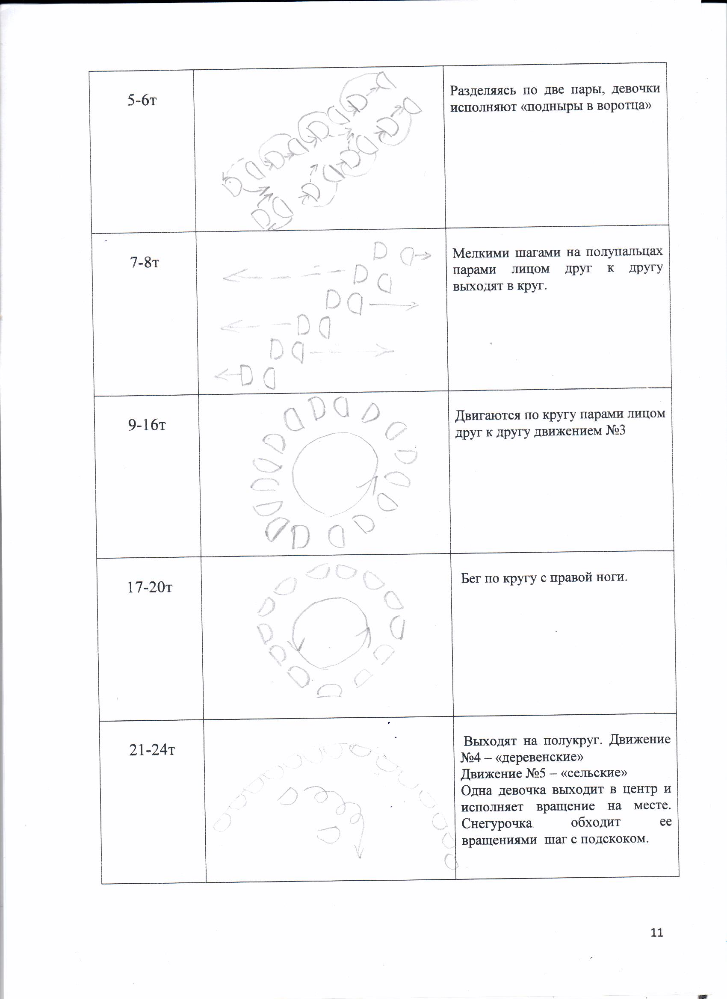 5-6т
Разделяясь по две пары, девочки
исполняют «подныры в воротца»
7-8т
Мелкими шагами на полупальцах
парами лицом друг к другу
выходят в круг.
9-16т
Двигаются по кругу парами лицом
друг к другу движением №3
17-20т
Бег по кругу с правой ноги.
21-24т
Выходят на полукруг. Движение
№4 – «деревенские»
Движение №5 – «сельские»
Одна девочка выходит в центр и
исполняет вращение на месте.
Снегурочка обходит ее
вращениями шаг с подскоком.
11